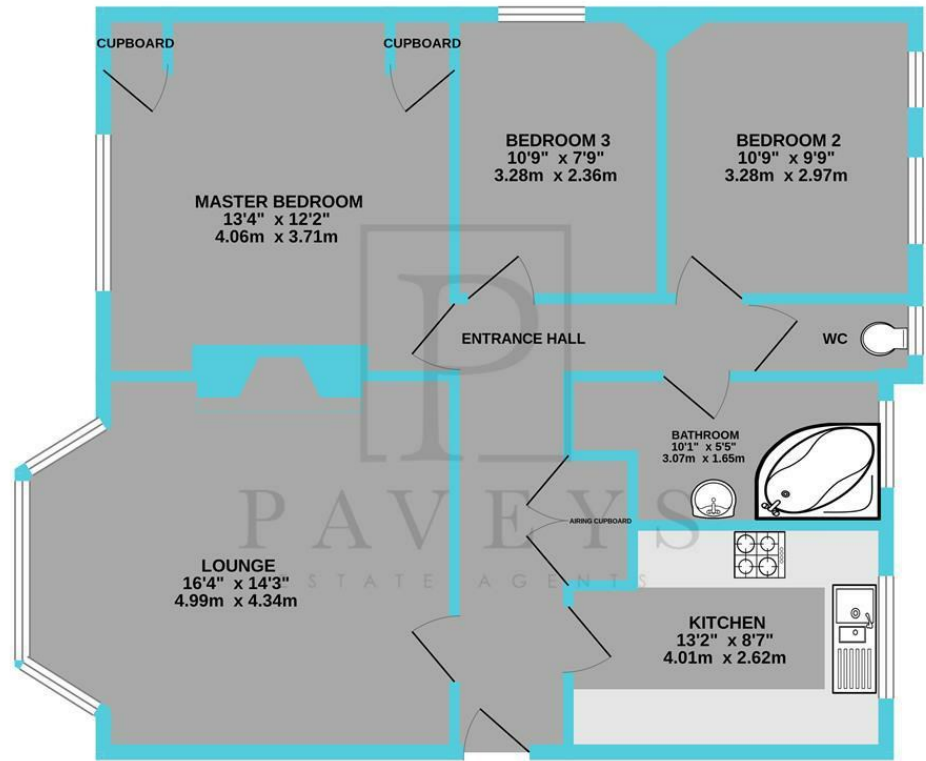 CUPBOARD
CUPBOARD
BEDROOM 3
10'9" x 7'9"
3.28m x 2.36m
BEDROOM 2
10'9" x 9'9"
3.28m x 2.97m
MASTER BEDROOM
13'4" x 12'2"
4.06m x 3.71m
ENTRANCE HALL
WC
BATHROOM
10'1" x 5'5"
3.07m x 1.65m
P
PAVEYS
ESTATE AGENTS
AIRING CUPBOARD
LOUNGE
16'4" x 14'3"
4.99m x 4.34m
KITCHEN
13'2" x 8'7"
4.01m x 2.62m